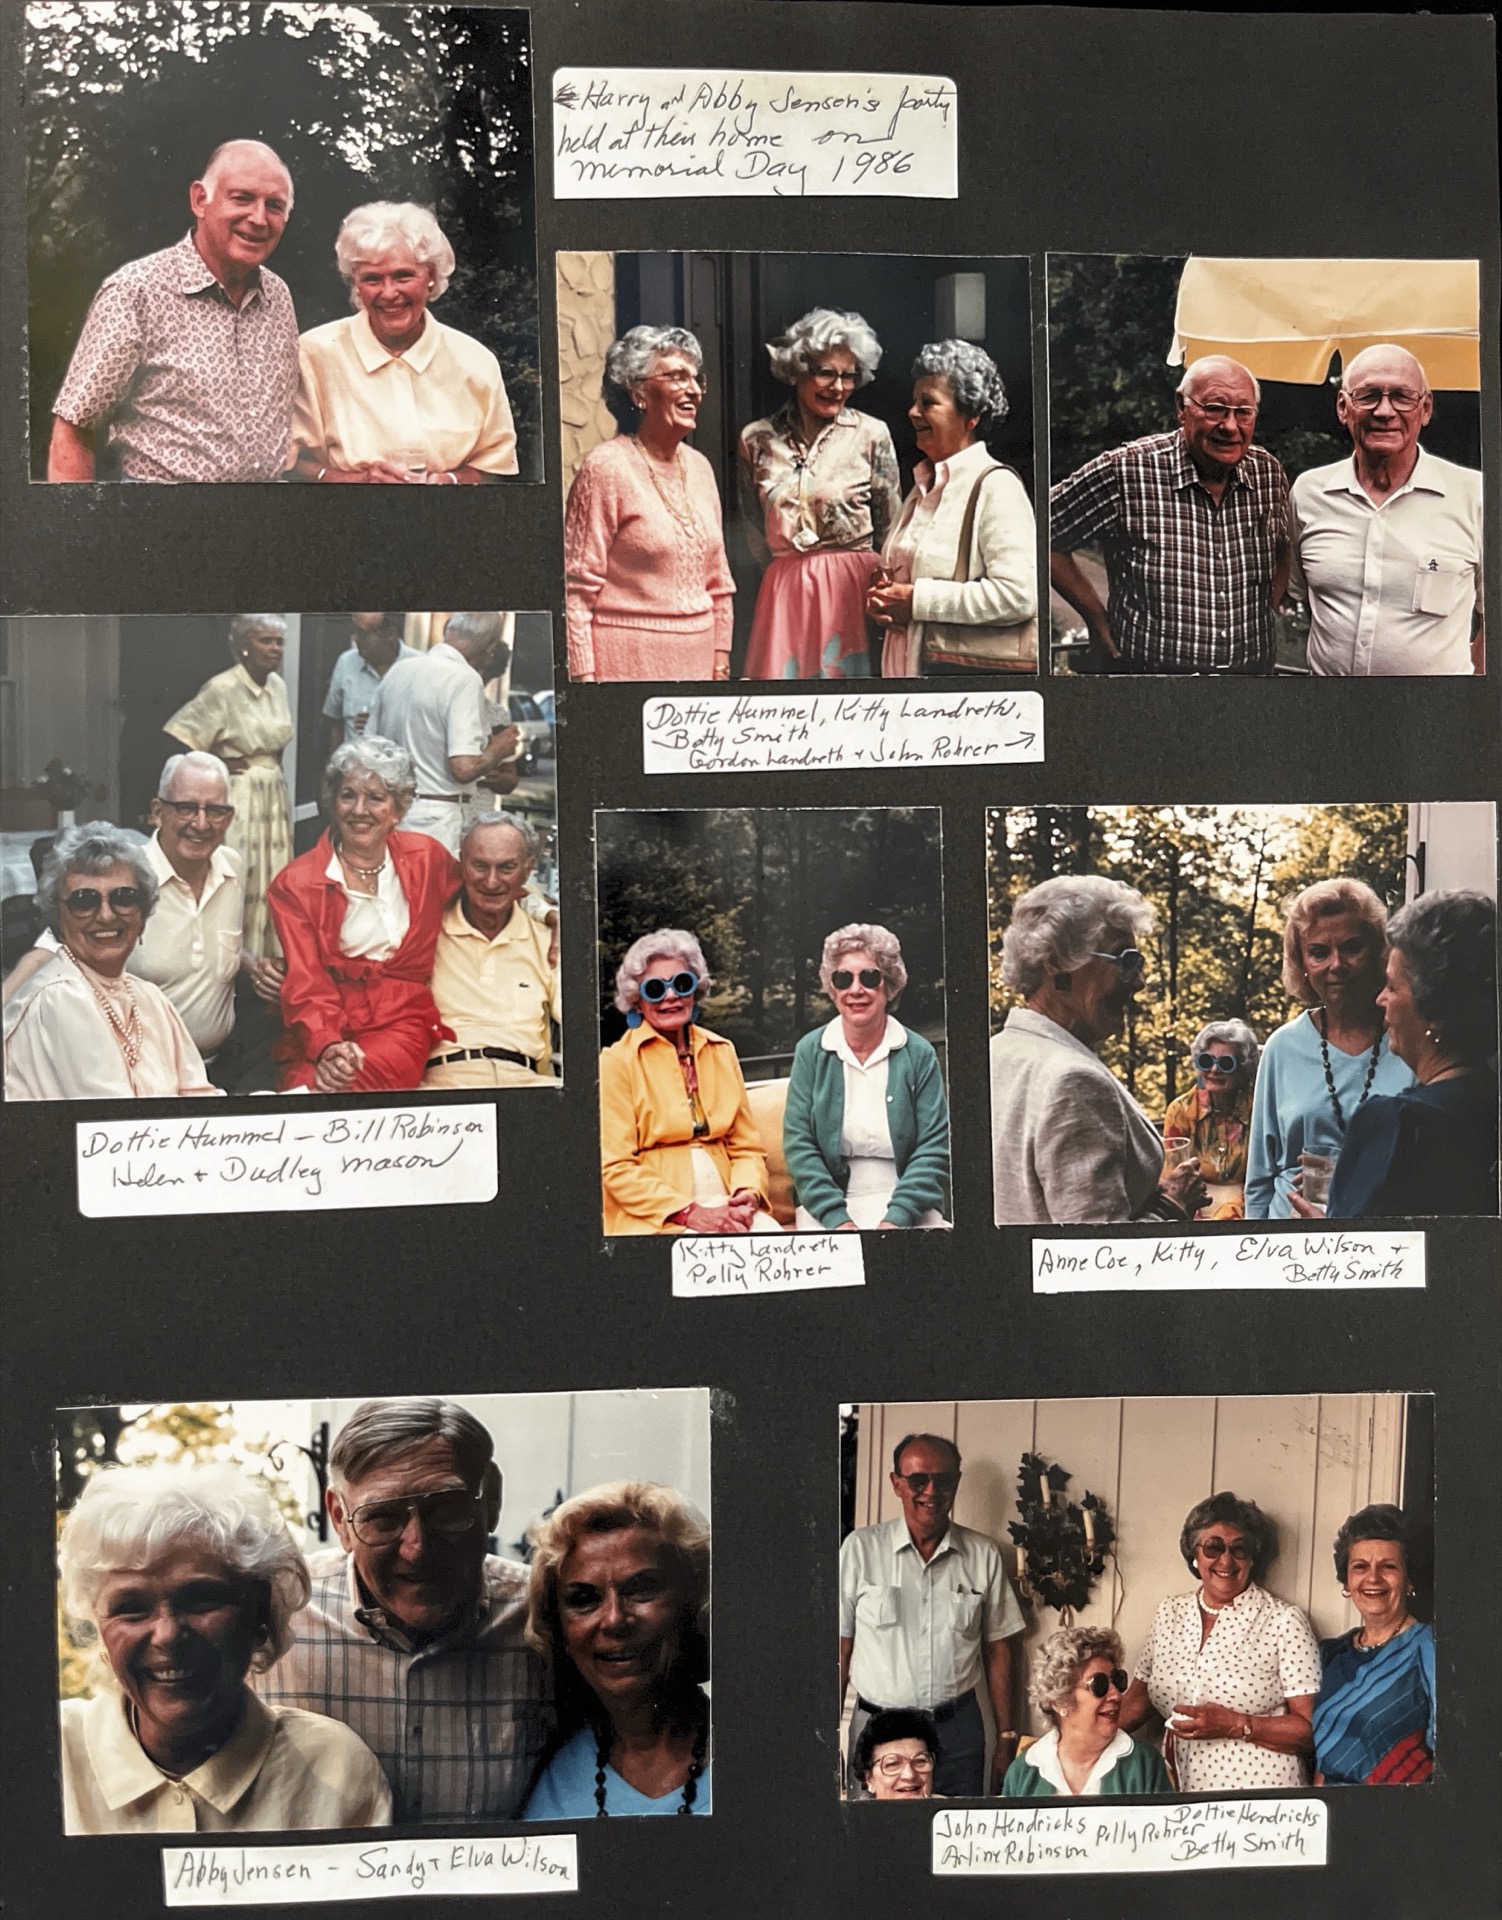 Harry and Abby Jenson's party
held at their home on
Memorial Day 1986
Dottie Hummel, Kitty Landreth,
Betty Smith
Gordon Landreth + John Rohrer →
Dottie Hummel - Bill Robinson
Helen + Dudley Mason
Kitty Landreth
Polly Rohrer
Anne Coe, Kitty, Elva Wilson +
Betty Smith
Abby Jensen - Sandy + Elva Wilson
John Hendricks Polly Rohrer Dottie Hendricks
Arline Robinson Betty Smith